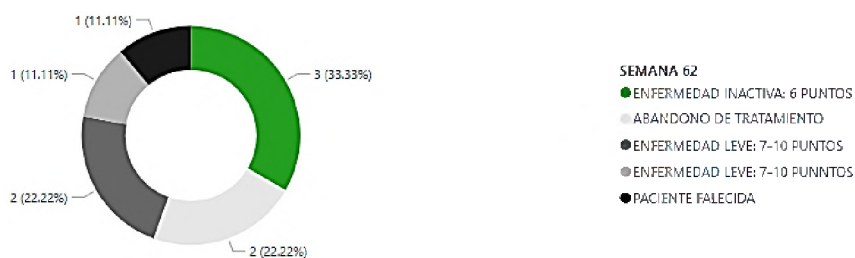 1 (11.11%)
1 (11.11%)
3 (33.33%)
2 (22.22%)
2 (22.22%)
SEMANA 62
ENFERMEDAD INACTIVA: 6 PUNTOS
ABANDONO DE TRATAMIENTO
ENFERMEDAD LEVE: 7-10 PUNTOS
ENFERMEDAD LEVE: 7-10 PUNNTOS
PACIENTE FALECIDA